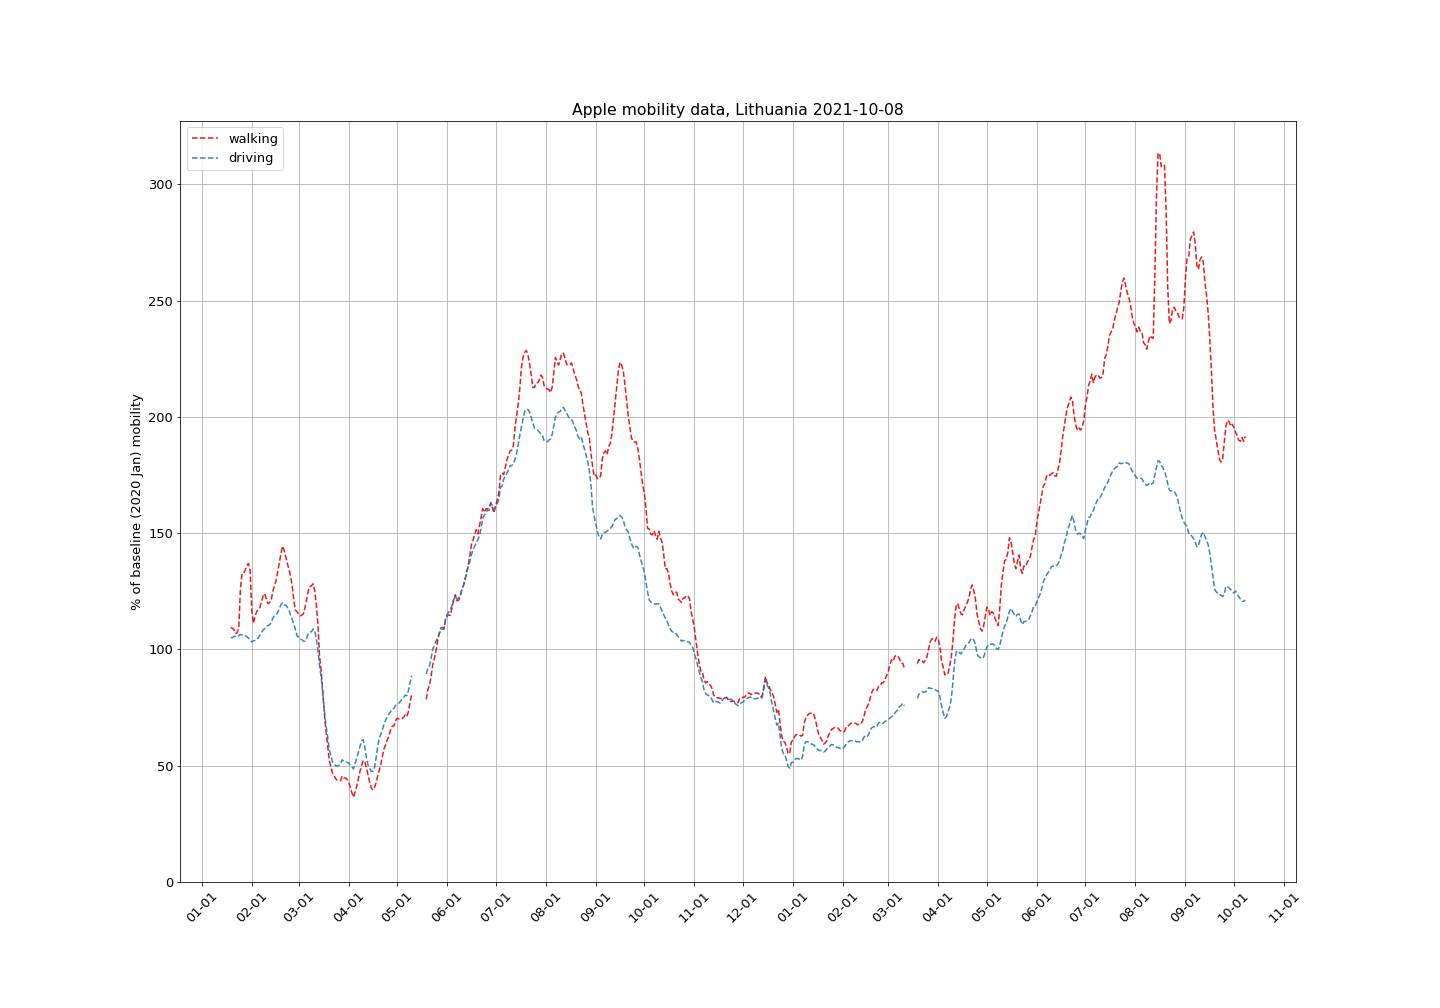 Apple mobility data, Lithuania 2021-10-08
walking
driving
% of baseline (2020 Jan) mobility
300
250
200
150
100
50
0
01-01 02-01 03-01 04-01 05-01 06-01 07-01 08-01 09-01 10-01 11-01 12-01 01-01 02-01 03-01 04-01 05-01 06-01 07-01 08-01 09-01 10-01 11-01